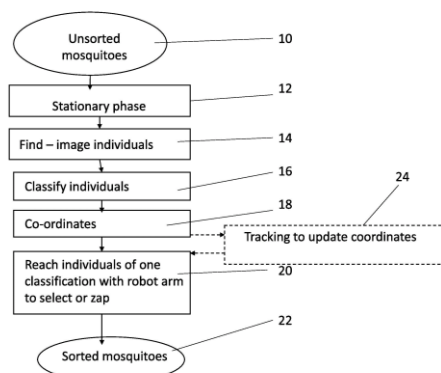 Unsorted
mosquitoes
10
12
Stationary phase
14
Find – image individuals
16
Classify individuals
24
18
Co-ordinates
Tracking to update coordinates
Reach individuals of one
classification with robot arm
to select or zap
20
22
Sorted mosquitoes